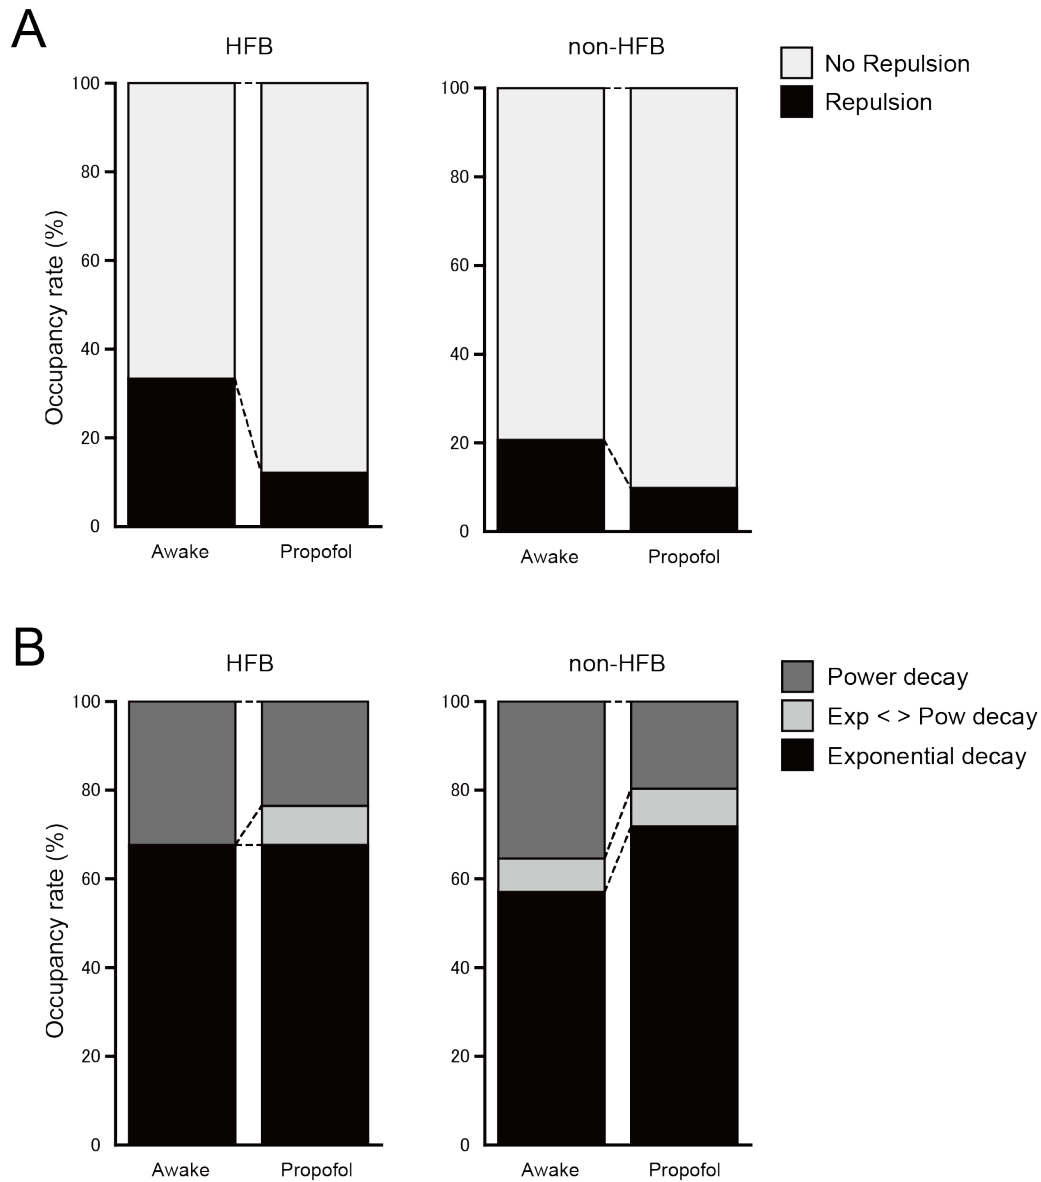 A
HFB
non-HFB
No Repulsion
Repulsion
Occupancy rate (%)
100
80
60
40
20
0
Awake
Propofol
100
80
60
40
20
0
Awake
Propofol
B
HFB
non-HFB
Power decay
Exp < > Pow decay
Exponential decay
Occupancy rate (%)
100
80
60
40
20
0
Awake
Propofol
100
80
60
40
20
0
Awake
Propofol